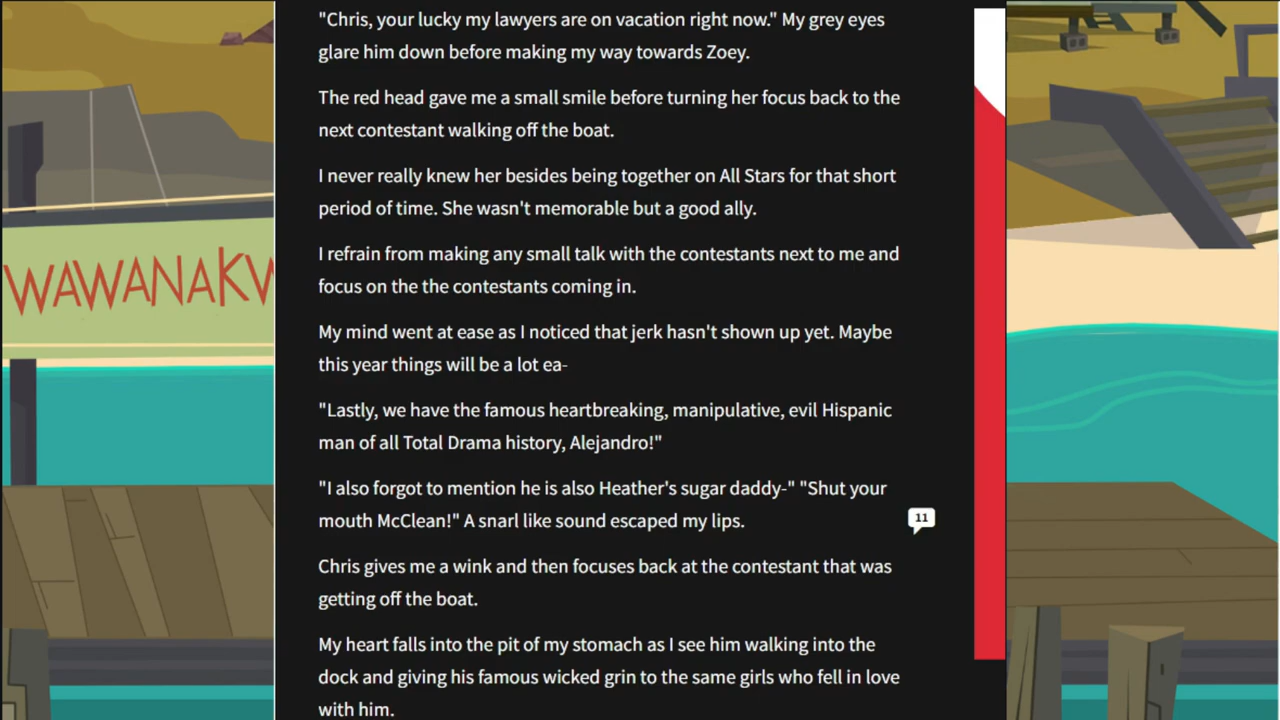 "Chris, your lucky my lawyers are on vacation right now." My grey eyes
glare him down before making my way towards Zoey.
The red head gave me a small smile before turning her focus back to the
next contestant walking off the boat.
I never really knew her besides being together on All Stars for that short
period of time. She wasn't memorable but a good ally.
I refrain from making any small talk with the contestants next to me and
focus on the the contestants coming in.
My mind went at ease as I noticed that jerk hasn't shown up yet. Maybe
this year things will be a lot ea-
"Lastly, we have the famous heartbreaking, manipulative, evil Hispanic
man of all Total Drama history, Alejandro!"
"I also forgot to mention he is also Heather's sugar daddy-" "Shut your
mouth McClean!" A snarl like sound escaped my lips.
11
Chris gives me a wink and then focuses back at the contestant that was
getting off the boat.
My heart falls into the pit of my stomach as I see him walking into the
dock and giving his famous wicked grin to the same girls who fell in love
with him.
WAWANAKW